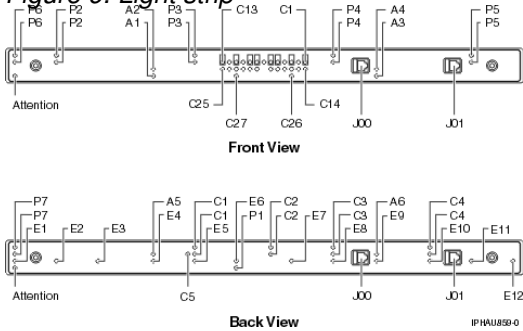 Figure 9. Light strip
P6 P2 A2 P3 C13 C1 P4 A4 P5
P6 P2 A1 P3 P4 A3 P5
Attention C25 C14 J00 J01
C27 C26
Front View
P7 A5 C1 E6 C2 C3 A6 C4
P7 E4 C1 P1 C2 C3 E9 C4
E1 E2 E3 E5 E7 E8 E10 E11
Attention C5 J00 J01 E12
Back View
IPHAU859-0